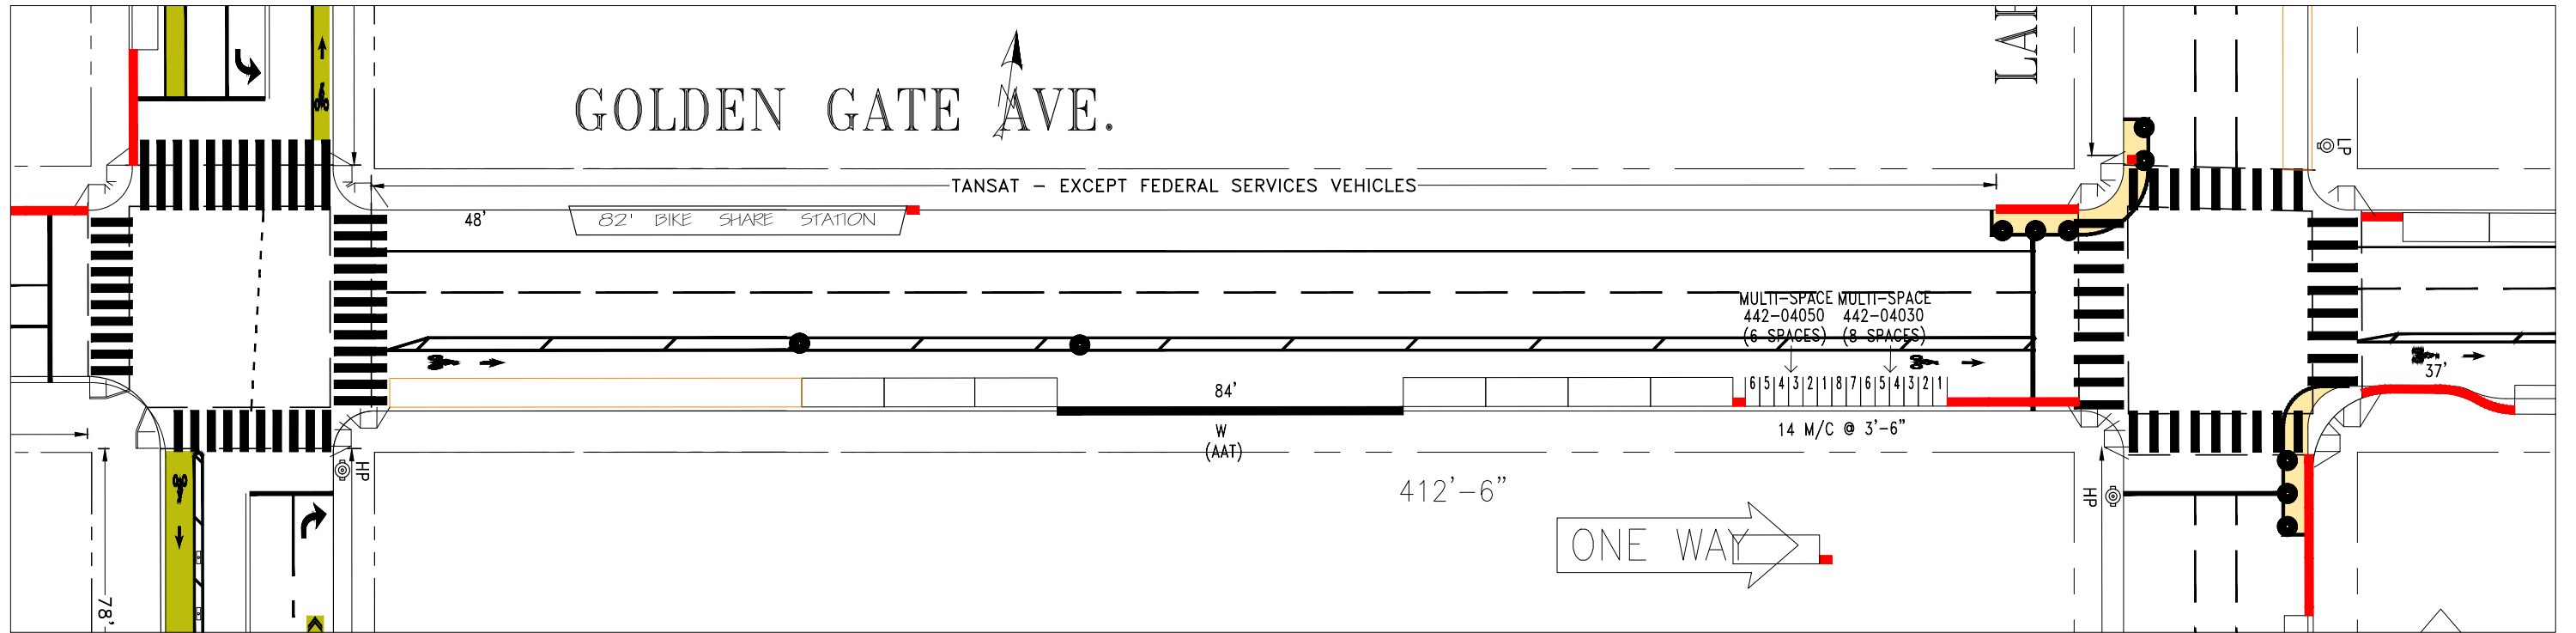 LAR
GOLDEN GATE AVE.
N
LP
TANSAT – EXCEPT FEDERAL SERVICES VEHICLES
48'
82' BIKE SHARE STATION
MULTI-SPACE MULTI-SPACE
442-04050 442-04030
(6 SPACES) (8 SPACES)
37'
6 5 4 3 2 1 8 7 6 5 4 3 2 1
84'
14 M/C @ 3'-6"
W
(AAT)
HP
412'-6"
HP
ONE WAY
78'